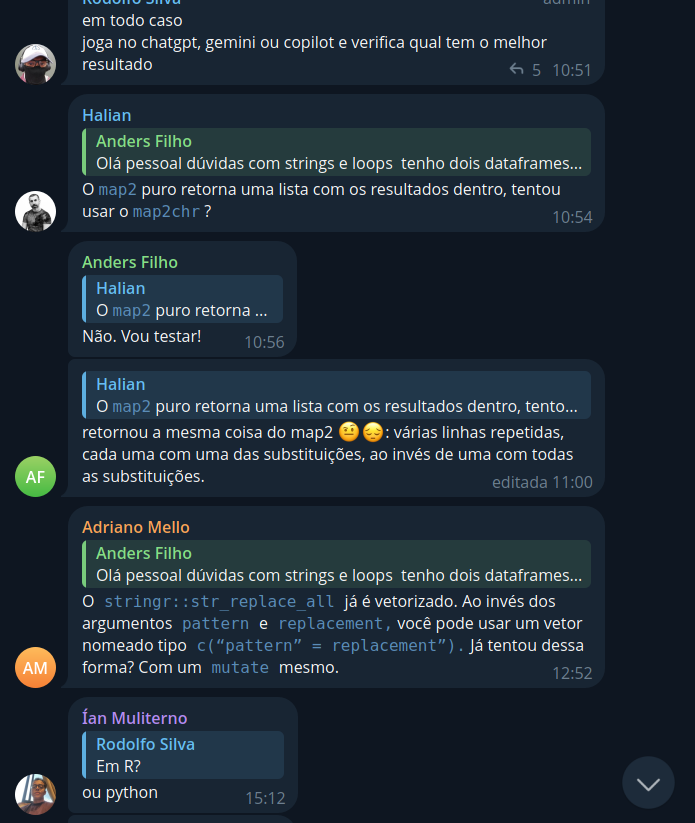 Rodolfo Silva admin
em todo caso
joga no chatgpt, gemini ou copilot e verifica qual tem o melhor
resultado
5 10:51
Halian
Anders Filho
Olá pessoal dúvidas com strings e loops tenho dois dataframes...
O map2 puro retorna uma lista com os resultados dentro, tentou
usar o map2chr ?
10:54
Anders Filho
Halian
O map2 puro retorna ...
Não. Vou testar!
10:56
Halian
O map2 puro retorna uma lista com os resultados dentro, tento...
retornou a mesma coisa do map2 🤨😔: várias linhas repetidas,
cada uma com uma das substituições, ao invés de uma com todas
as substituições.
editada 11:00
AF
Adriano Mello
Anders Filho
Olá pessoal dúvidas com strings e loops tenho dois dataframes...
O stringr::str_replace_all já é vetorizado. Ao invés dos
argumentos pattern e replacement, você pode usar um vetor
nomeado tipo c(“pattern” = replacement”). Já tentou dessa
forma? Com um mutate mesmo.
12:52
AM
Ían Muliterno
Rodolfo Silva
Em R?
ou python
15:12